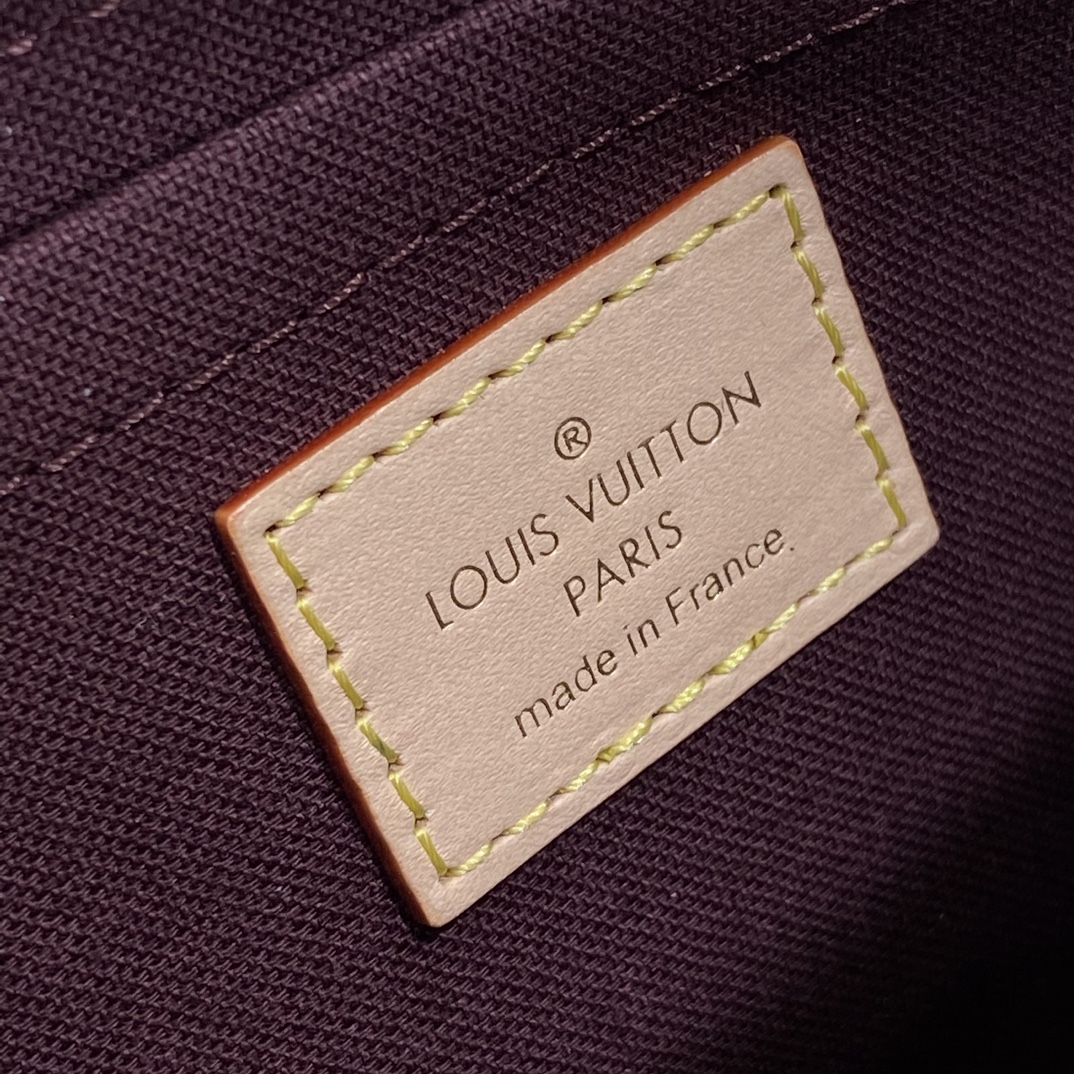 ®
LOUIS VUITTON
PARIS
made in France.